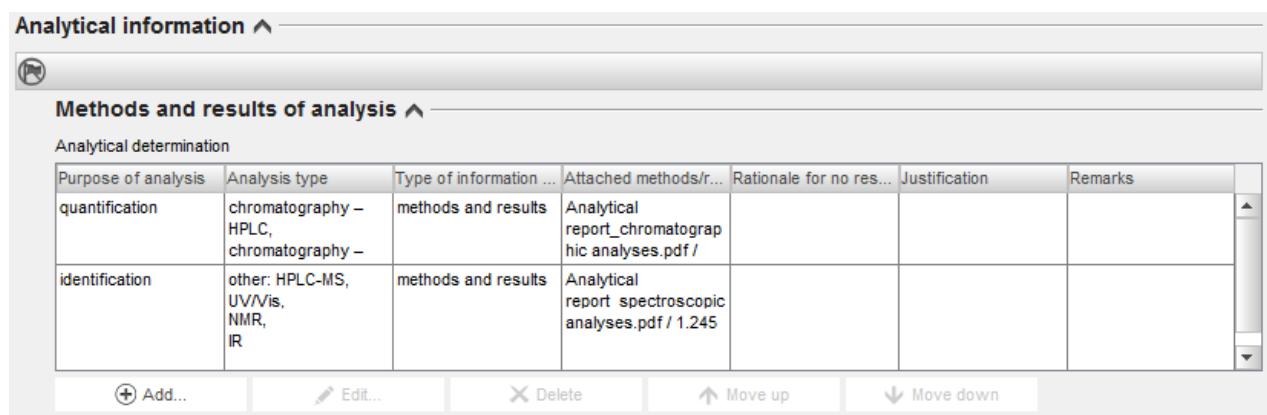 Analytical information
Methods and results of analysis
Analytical determination
Purpose of analysis Analysis type Type of information ... Attached methods/r... Rationale for no res... Justification Remarks
quantification chromatography – methods and results Analytical
HPLC, report_chromatograp
chromatography – hic analyses.pdf /
identification other: HPLC-MS, methods and results Analytical
UV/Vis, report_spectroscopic
NMR, analyses.pdf / 1.245
IR
Add... Edit... Delete Move up Move down